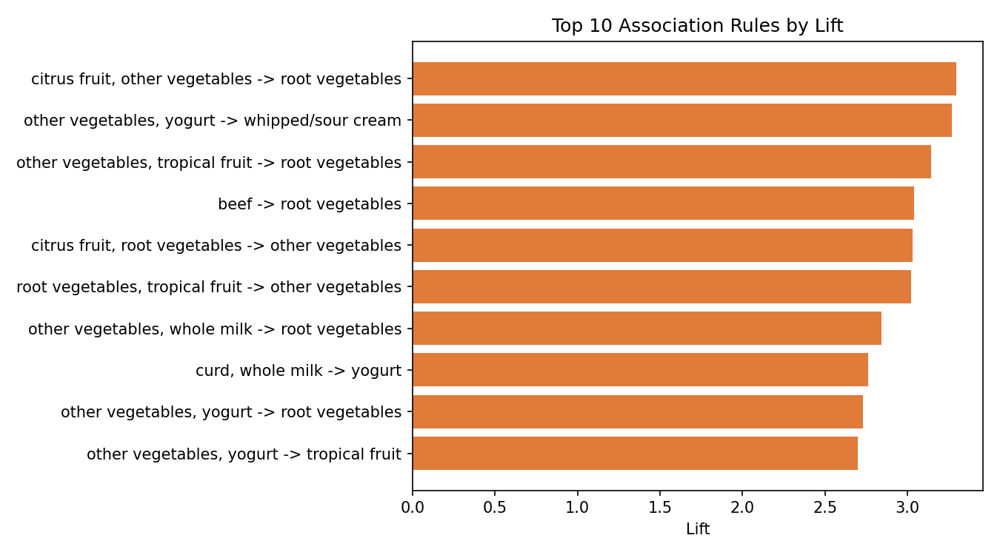 Top 10 Association Rules by Lift
citrus fruit, other vegetables -> root vegetables
other vegetables, yogurt -> whipped/sour cream
other vegetables, tropical fruit -> root vegetables
beef -> root vegetables
citrus fruit, root vegetables -> other vegetables
root vegetables, tropical fruit -> other vegetables
other vegetables, whole milk -> root vegetables
curd, whole milk -> yogurt
other vegetables, yogurt -> root vegetables
other vegetables, yogurt -> tropical fruit
0.0 0.5 1.0 1.5 2.0 2.5 3.0
Lift